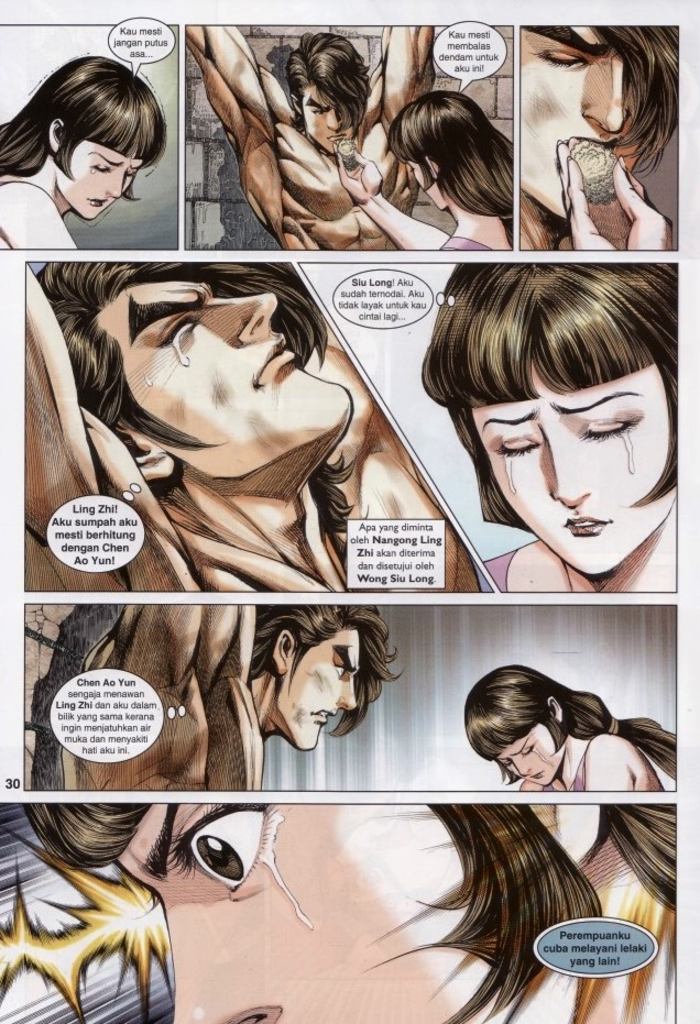 Kau mesti
jangan putus
asa...
Kau mesti
membalas
dendam untuk
aku ini!
Siu Long! Aku
sudah ternodai. Aku
tidak layak untuk kau
cintai lagi...
Ling Zhi!
Aku sumpah aku
mesti berhitung
dengan Chen
Ao Yun!
Apa yang diminta
oleh Nangong Ling
Zhi akan diterima
dan disetujui oleh
Wong Siu Long.
Chen Ao Yun
sengaja menawan
Ling Zhi dan aku dalam
bilik yang sama kerana
ingin menjatuhkan air
muka dan menyakiti
hati aku ini.
30
Perempuanku
cuba melayani lelaki
yang lain!